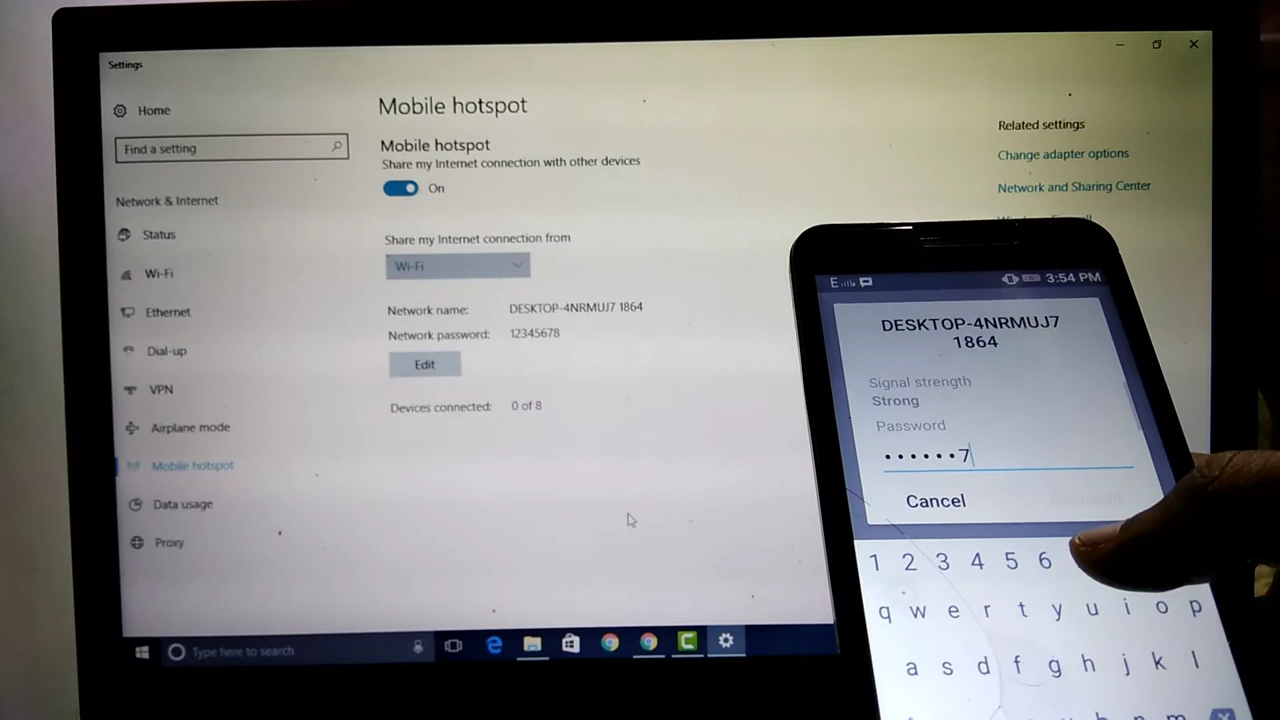 Settings
Home
Find a setting
Network & Internet
Status
Wi-Fi
Ethernet
Dial-up
VPN
Airplane mode
Mobile hotspot
Data usage
Proxy
Mobile hotspot
Mobile hotspot
Share my Internet connection with other devices
On
Share my Internet connection from
Wi-Fi
Network name: DESKTOP-4NRMUJ7 1864
Network password: 12345678
Edit
Devices connected: 0 of 8
Related settings
Change adapter options
Network and Sharing Center
Type here to search
E 3:54 PM
DESKTOP-4NRMUJ7
1864
Signal strength
Strong
Password
••••••7
Cancel
1 2 3 4 5 6
q w e r t y u i o p
a s d f g h j k l